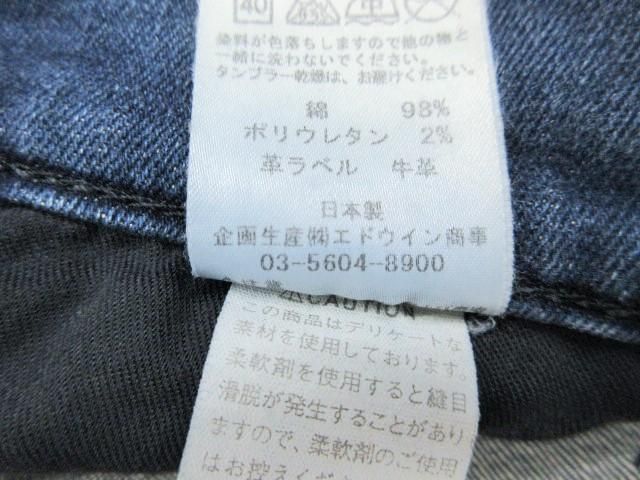 40
染料が色落ちしますので他の物と
一緒に洗わないでください。
タンブラー乾燥は、お避けください。
綿 98%
ポリウレタン 2%
革ラベル 牛革
日本製
企画生産㈱エドウイン商事
03-5604-8900
CAUTION
この商品はデリケートな
素材を使用しております。
柔軟剤を使用すると縫目
滑脱が発生することがあり
ますので、柔軟剤のご使用
はお控えくだ